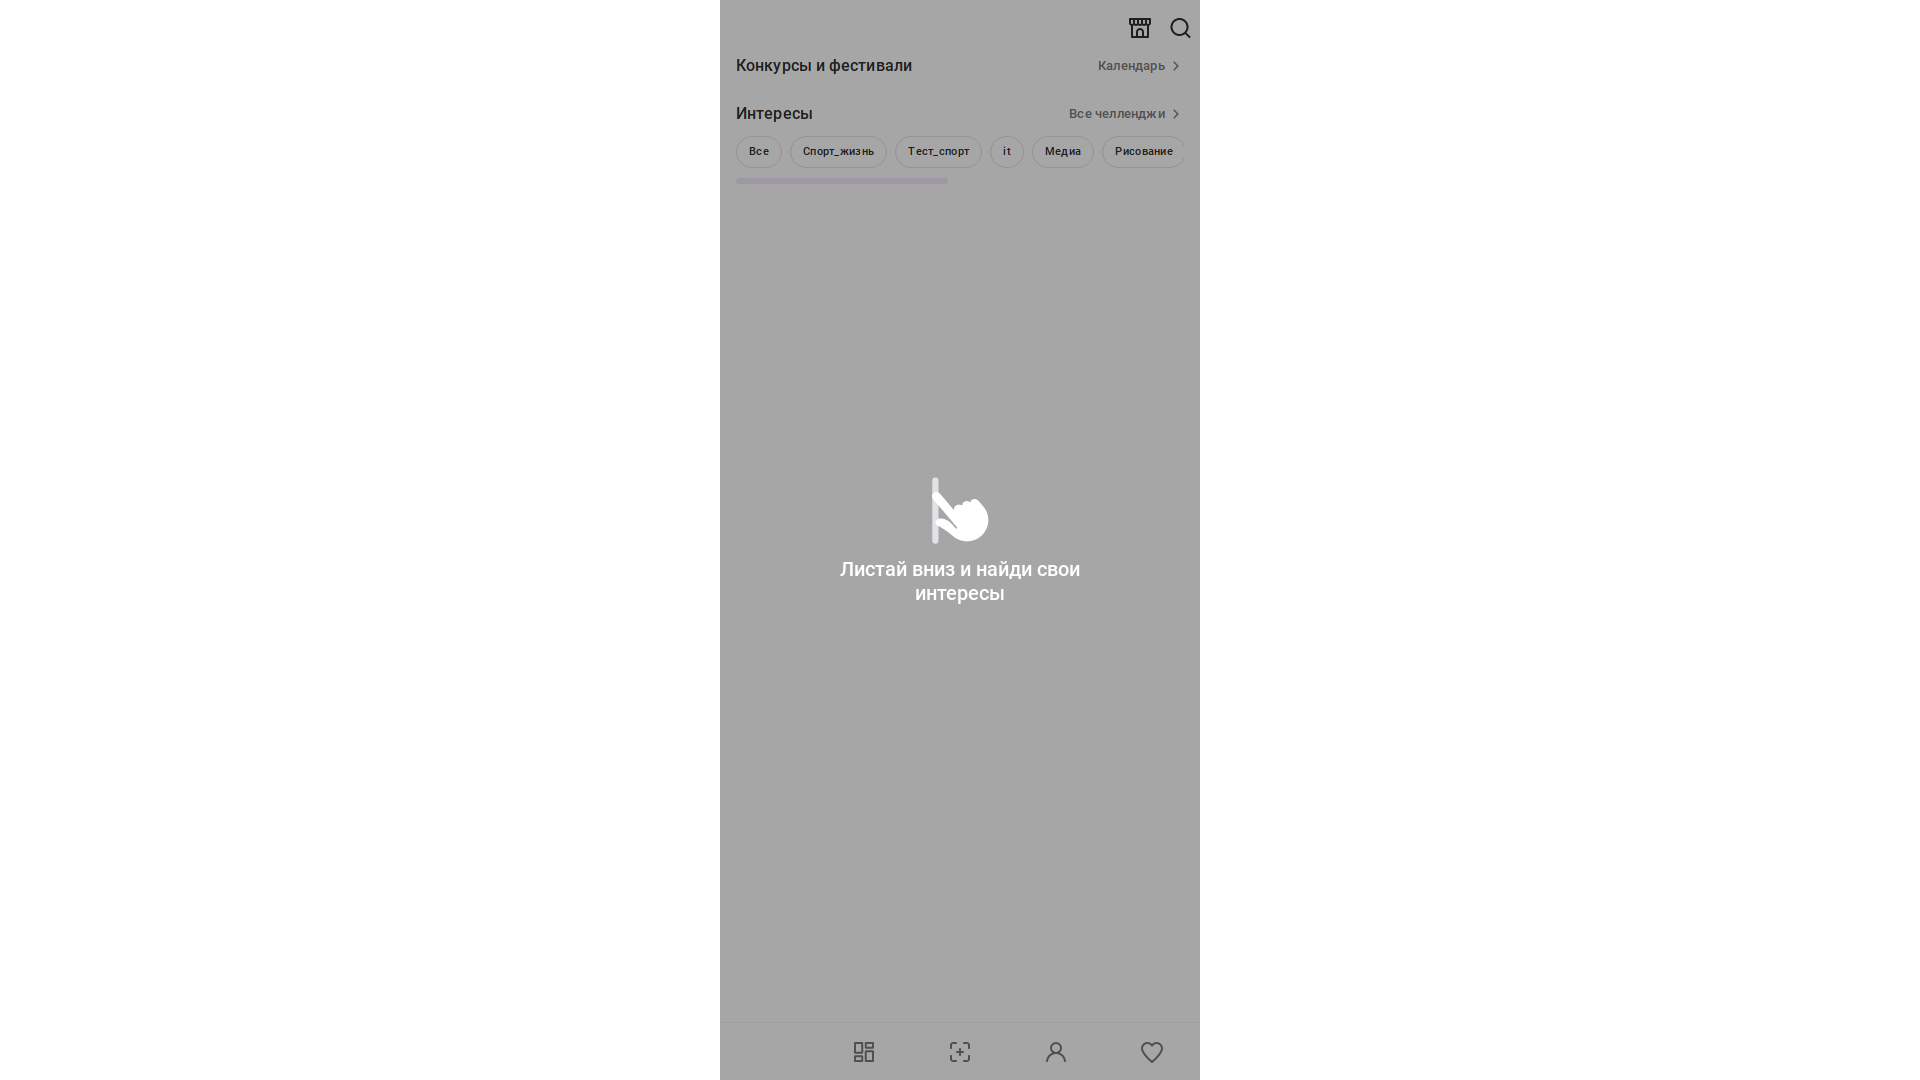 Конкурсы и фестивали
Календарь
Интересы
Все челленджи
Все
Спорт_жизнь
Тест_спорт
it
Медиа
Рисование
Листай вниз и найди свои
интересы